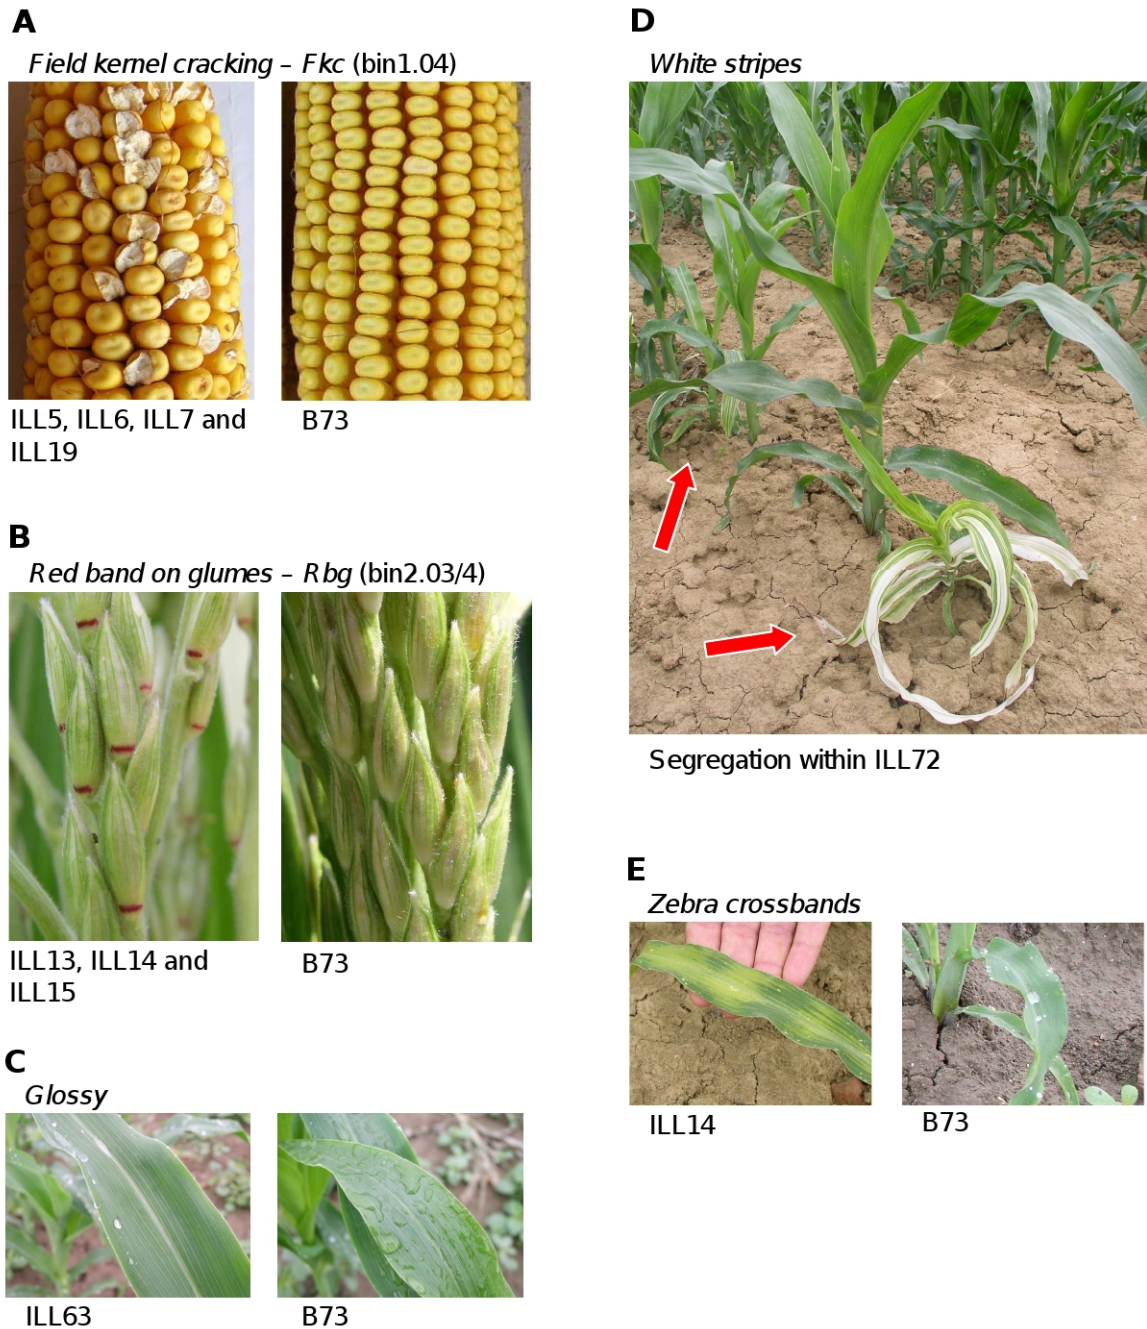 A
Field kernel cracking – Fkc (bin1.04)
ILL5, ILL6, ILL7 and
ILL19
B73
B
Red band on glumes – Rbg (bin2.03/4)
ILL13, ILL14 and
ILL15
B73
C
Glossy
ILL63
B73
D
White stripes
Segregation within ILL72
E
Zebra crossbands
ILL14
B73